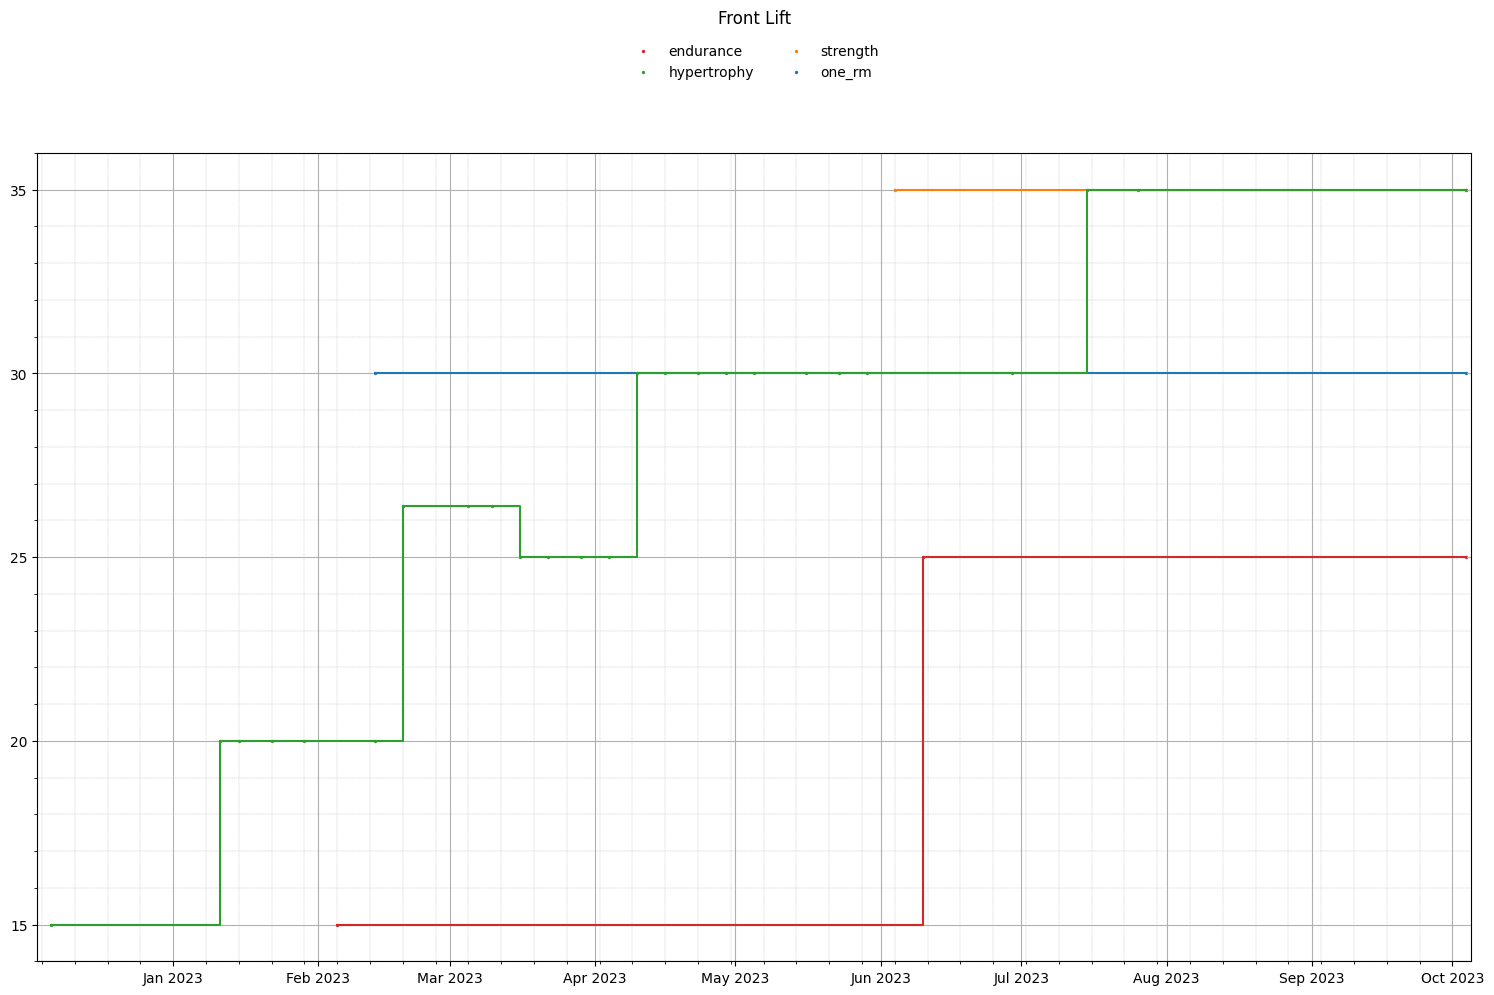 Front Lift
endurance
hypertrophy
strength
one_rm
35
30
25
20
15
Jan 2023
Feb 2023
Mar 2023
Apr 2023
May 2023
Jun 2023
Jul 2023
Aug 2023
Sep 2023
Oct 2023